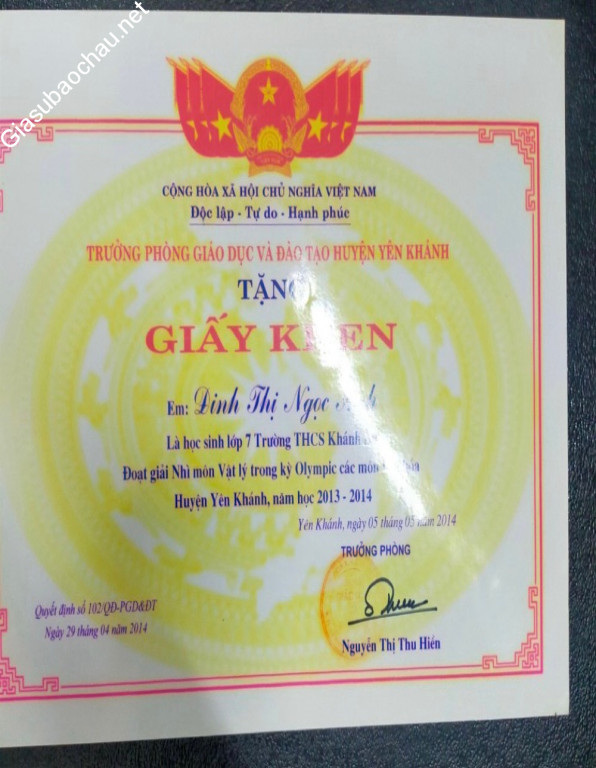 Giasubaochau.net
CỘNG HÒA XÃ HỘI CHỦ NGHĨA VIỆT NAM
Độc lập - Tự do - Hạnh phúc
TRƯỞNG PHÒNG GIÁO DỤC VÀ ĐÀO TẠO HUYỆN YÊN KHÁNH
TẶNG
GIẤY KHEN
Em: Đinh Thị Ngọc
Là học sinh lớp 7 Trường THCS Khánh
Đoạt giải Nhì môn Vật lý trong kỳ Olympic các môn
Huyện Yên Khánh, năm học 2013 - 2014
Yên Khánh, ngày 05 tháng 05 năm 2014
TRƯỞNG PHÒNG
Quyết định số 102/QĐ-PGD&ĐT
Ngày 29 tháng 04 năm 2014
Nguyễn Thị Thu Hiền